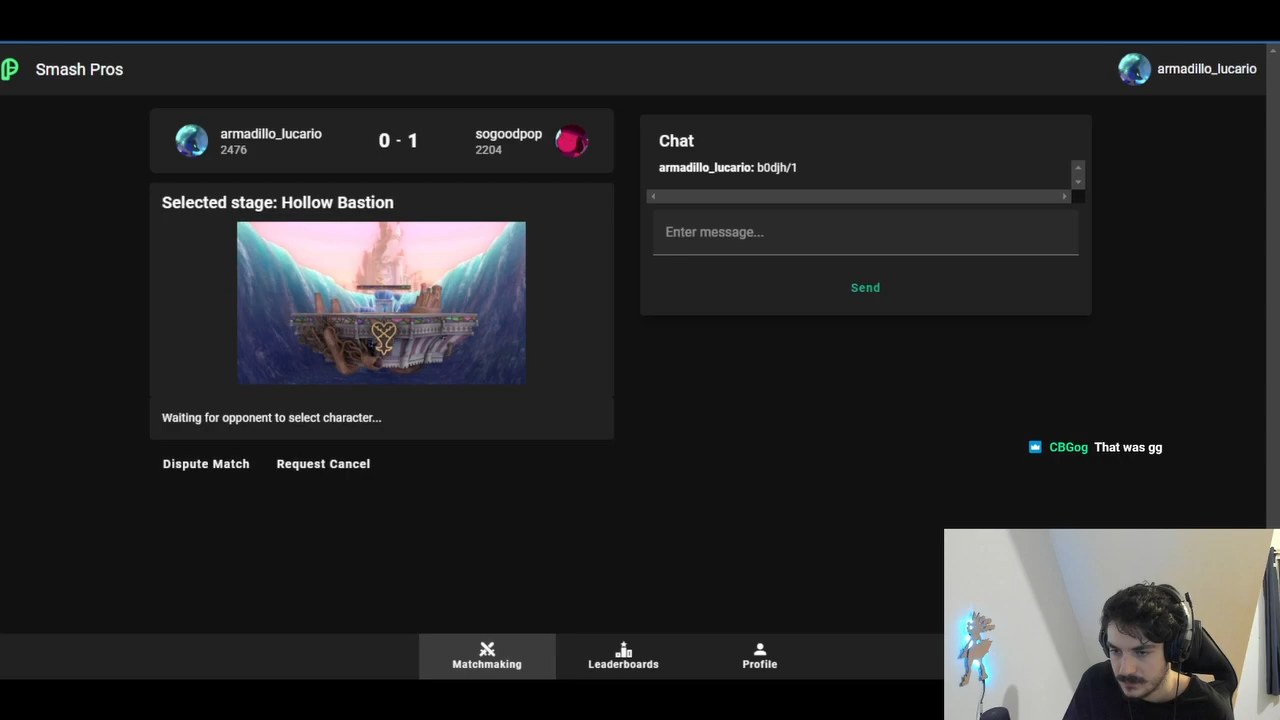 Smash Pros
armadillo_lucario
armadillo_lucario
2476
0 - 1
sogoodpop
2204
Selected stage: Hollow Bastion
Waiting for opponent to select character...
Dispute Match
Request Cancel
Chat
armadillo_lucario: b0djh/1
Enter message...
Send
CBGog That was gg
Matchmaking
Leaderboards
Profile